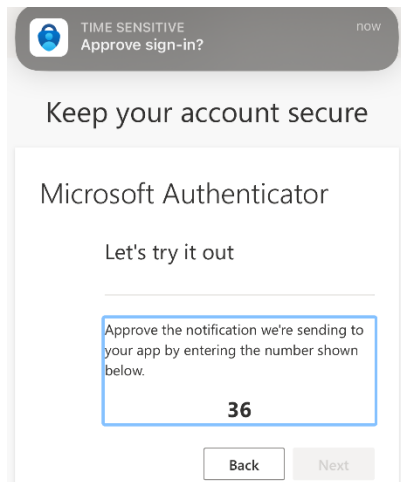 TIME SENSITIVE
now
Approve sign-in?
Keep your account secure
Microsoft Authenticator
Let's try it out
Approve the notification we're sending to
your app by entering the number shown
below.
36
Back
Next